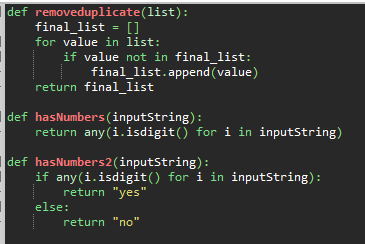 def removeduplicate(list):
    final_list = []
    for value in list:
        if value not in final_list:
            final_list.append(value)
    return final_list

def hasNumbers(inputString):
    return any(i.isdigit() for i in inputString)

def hasNumbers2(inputString):
    if any(i.isdigit() for i in inputString):
        return "yes"
    else:
        return "no"